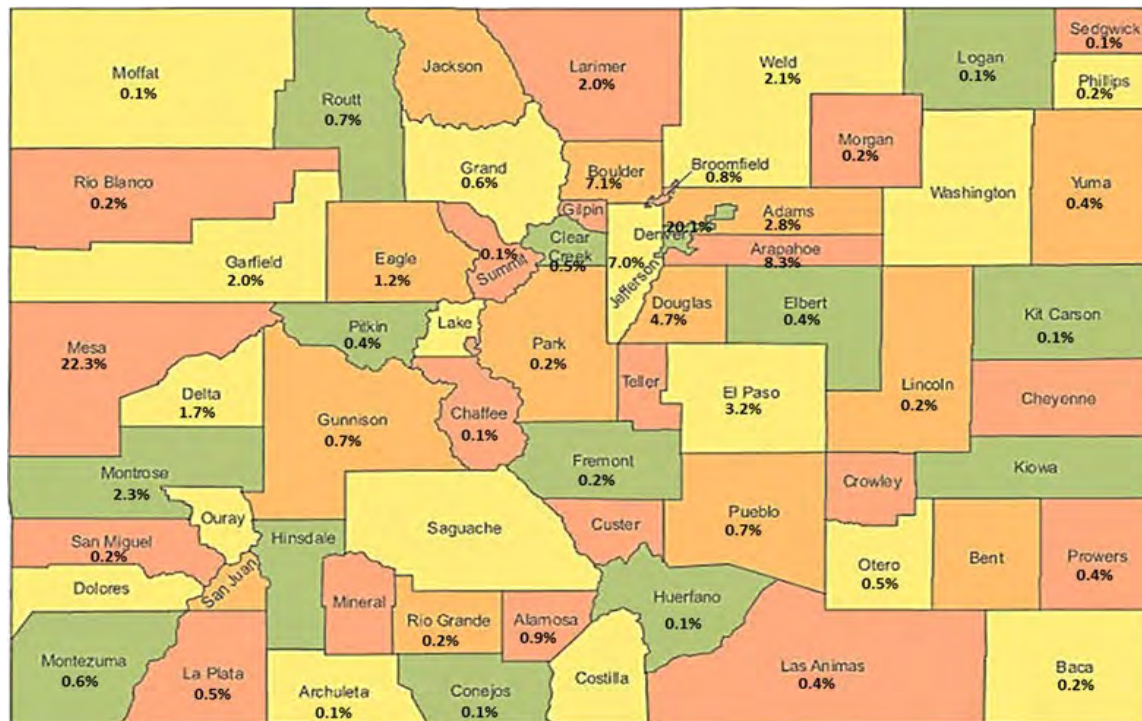 Moffat
0.1%
Routt
0.7%
Jackson
Larimer
2.0%
Weld
2.1%
Logan
0.1%
Sedgwick
0.1%
Phillips
0.2%
Rio Blanco
0.2%
Grand
0.6%
Boulder
7.1%
Broomfield
0.8%
Morgan
0.2%
Washington
Yuma
0.4%
Garfield
2.0%
Eagle
1.2%
0.1%
Summit
Gilpin
Clear
Creek
0.5%
7.0%
Jefferson
20.1%
Denver
Adams
2.8%
Arapahoe
8.3%
Mesa
22.3%
Pitkin
0.4%
Lake
Park
0.2%
Douglas
4.7%
Elbert
0.4%
Kit Carson
0.1%
Delta
1.7%
Gunnison
0.7%
Chaffee
0.1%
Teller
El Paso
3.2%
Lincoln
0.2%
Cheyenne
Montrose
2.3%
Fremont
0.2%
Kiowa
Ouray
Hinsdale
Saguache
Custer
Pueblo
0.7%
Crowley
San Miguel
0.2%
San Juan
Otero
0.5%
Bent
Prowers
0.4%
Dolores
Mineral
Rio Grande
0.2%
Alamosa
0.9%
Huerfano
0.1%
Montezuma
0.6%
La Plata
0.5%
Archuleta
0.1%
Conejos
0.1%
Costilla
Las Animas
0.4%
Baca
0.2%